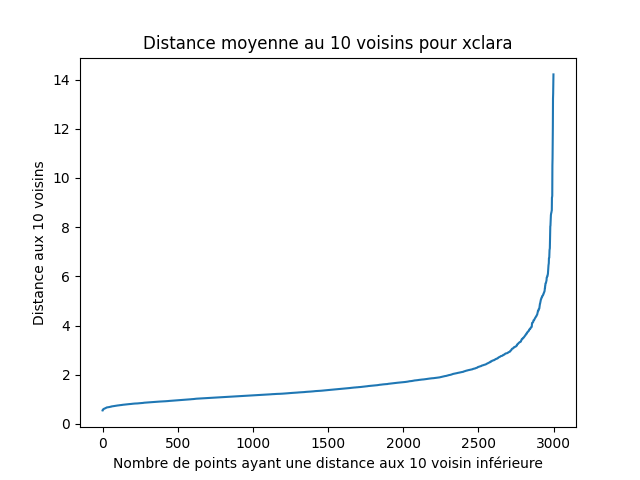 Distance moyenne au 10 voisins pour xclara
14
12
10
8
6
4
2
0
Distance aux 10 voisins
0 500 1000 1500 2000 2500 3000
Nombre de points ayant une distance aux 10 voisin inférieure